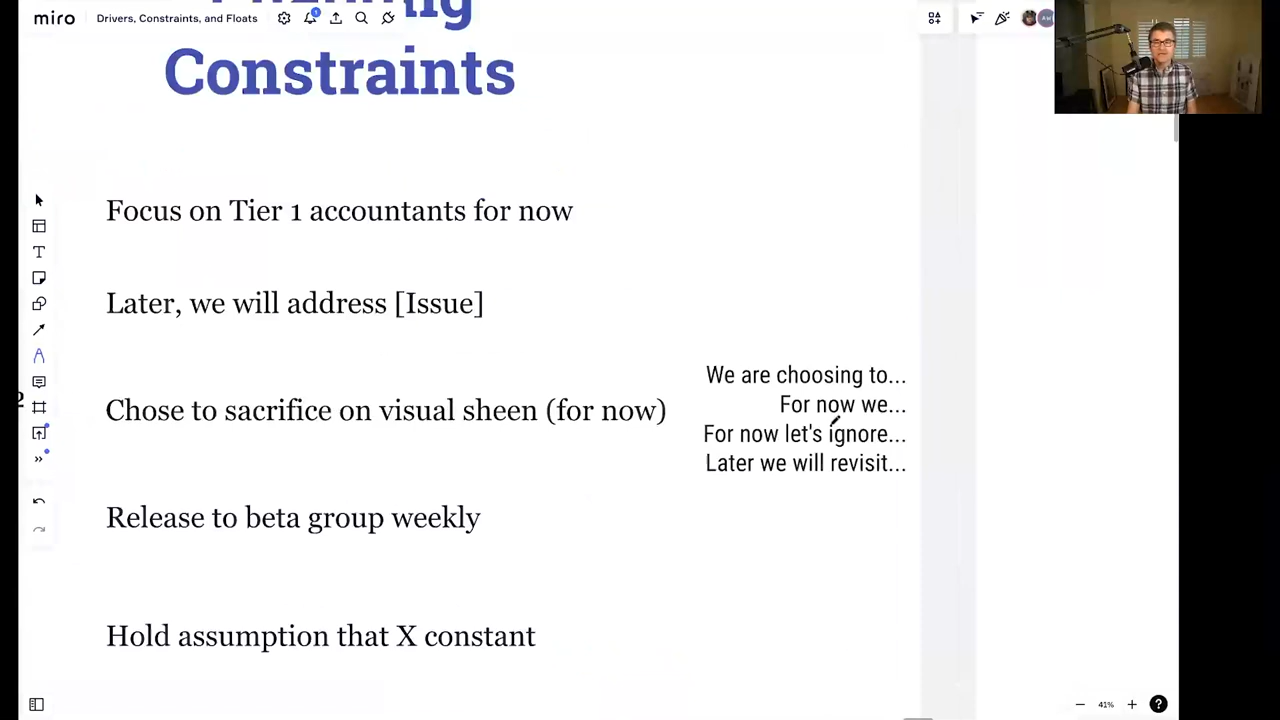 miro
Drivers, Constraints, and Floats
1
Constraints
Focus on Tier 1 accountants for now
Later, we will address [Issue]
We are choosing to...
For now we...
Chose to sacrifice on visual sheen (for now)
For now let's ignore...
Later we will revisit...
Release to beta group weekly
Hold assumption that X constant
41%